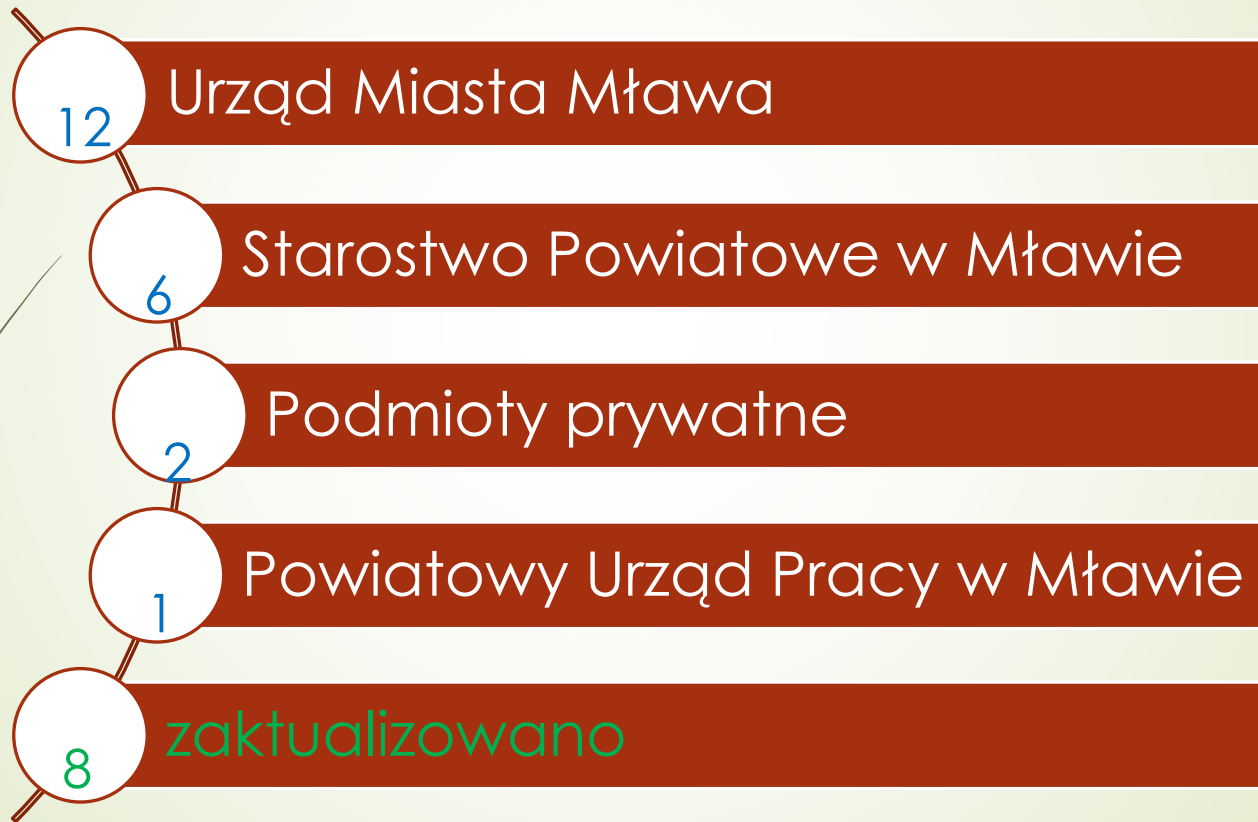 12 Urząd Miasta Mława
6 Starostwo Powiatowe w Mławie
2 Podmioty prywatne
1 Powiatowy Urząd Pracy w Mławie
8 zaktualizowano